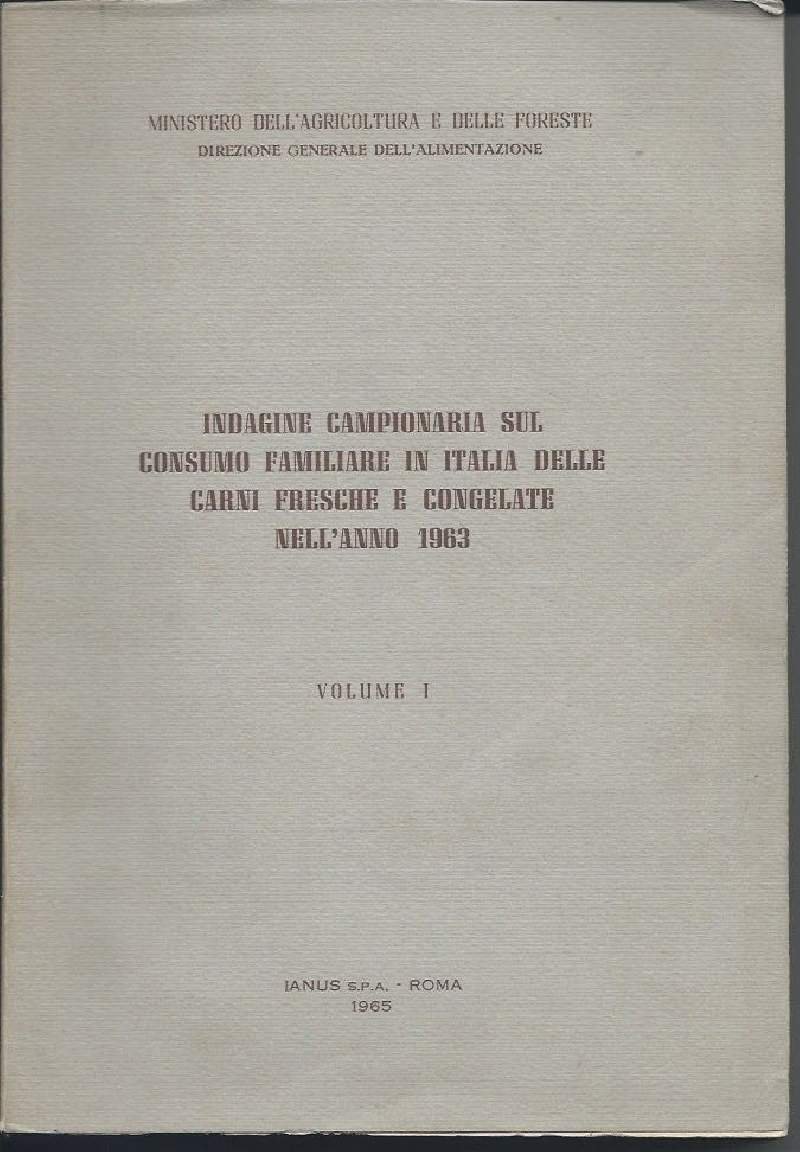 MINISTERO DELL'AGRICOLTURA E DELLE FORESTE
DIREZIONE GENERALE DELL'ALIMENTAZIONE
INDAGINE CAMPIONARIA SUL
CONSUMO FAMILIARE IN ITALIA DELLE
CARNI FRESCHE E CONGELATE
NELL'ANNO 1963
VOLUME I
IANUS S.P.A. · ROMA
1965